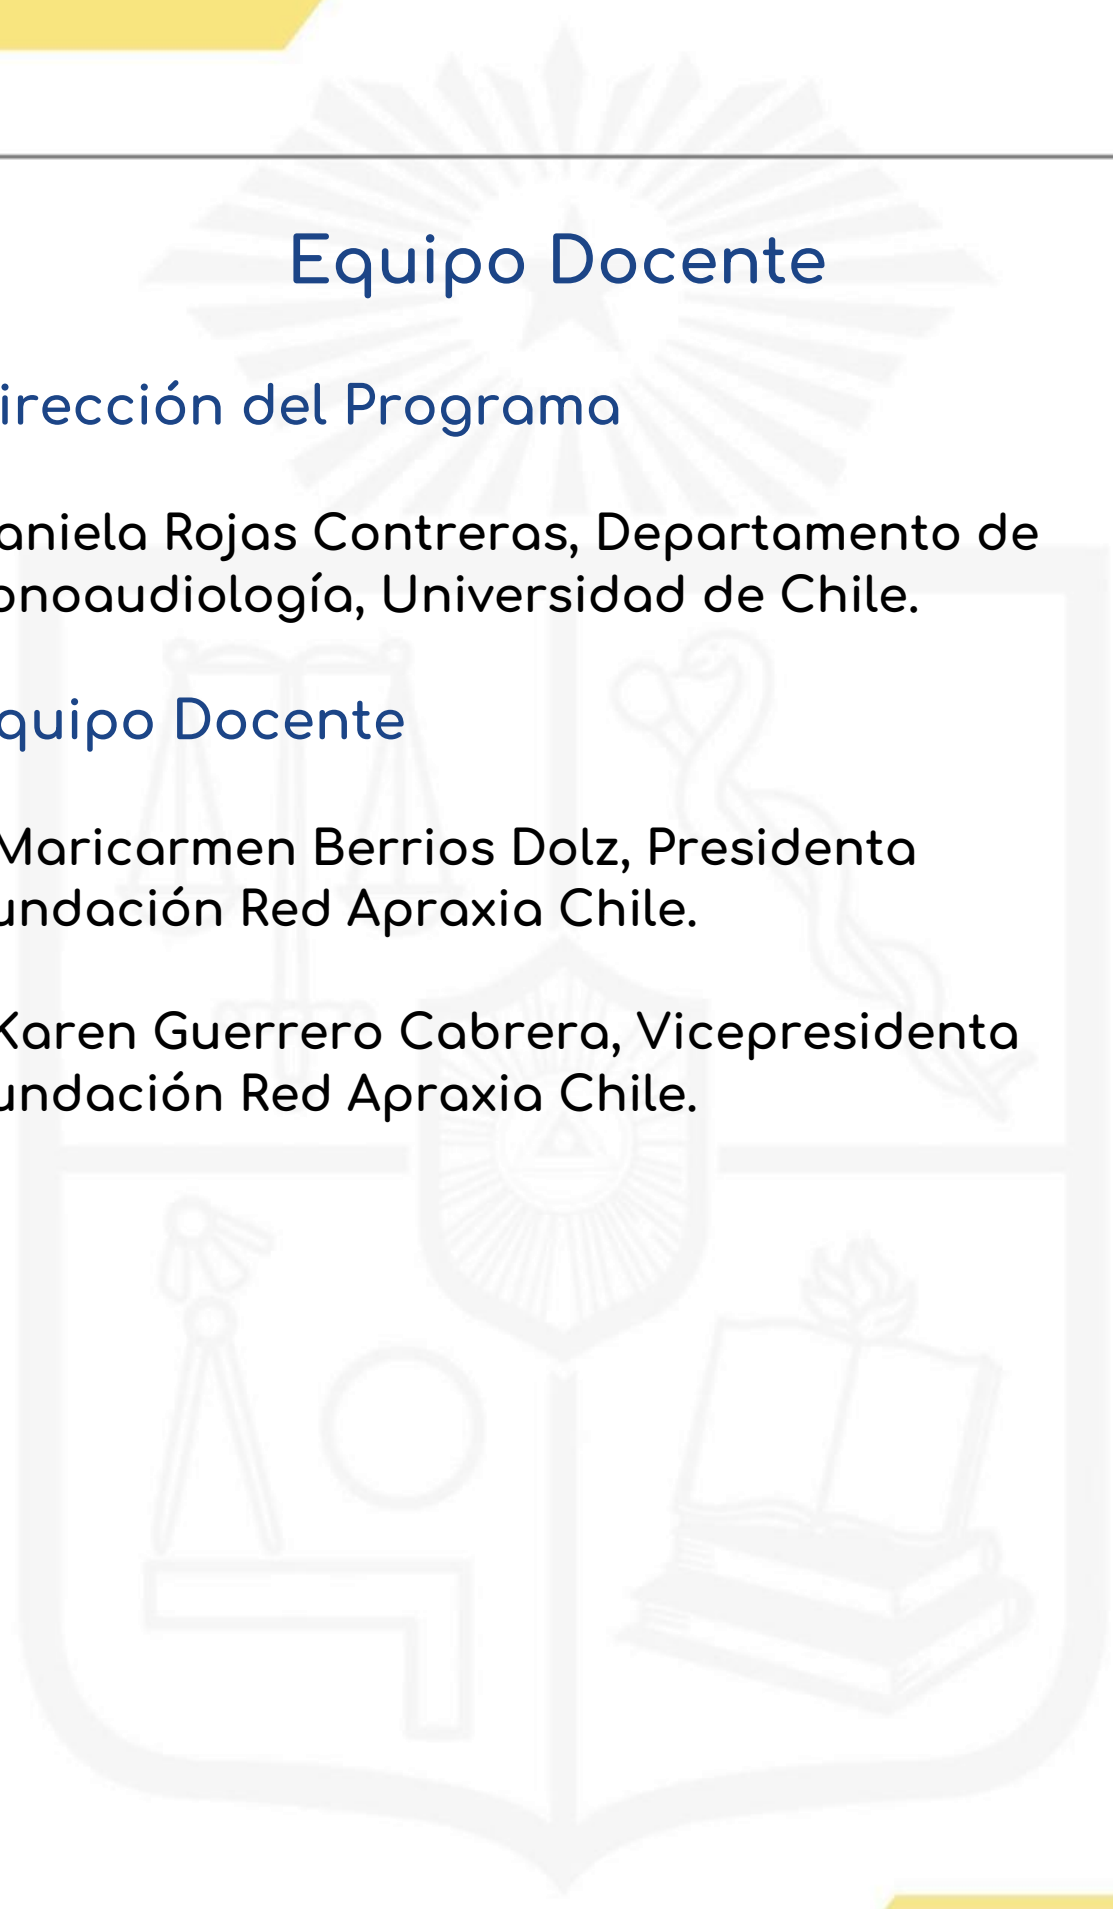 Equipo Docente
irección del Programa
aniela Rojas Contreras, Departamento de
onoaudiología, Universidad de Chile.
quipo Docente
Maricarmen Berrios Dolz, Presidenta
undación Red Apraxia Chile.
Karen Guerrero Cabrera, Vicepresidenta
undación Red Apraxia Chile.